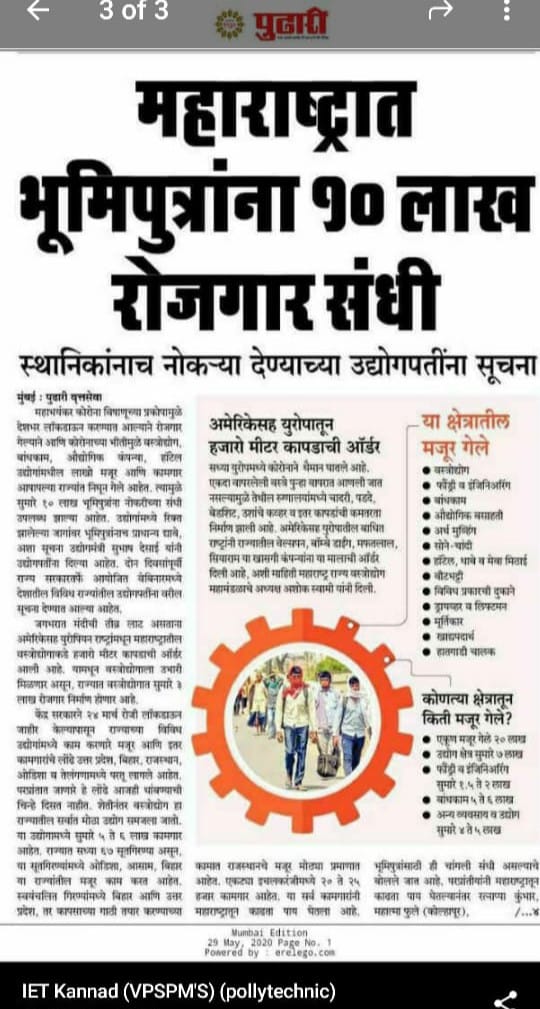 3 of 3
पुढारी
महाराष्ट्रात
भूमिपुत्रांना १० लाख
रोजगार संधी
स्थानिकांनाच नोकऱ्या देण्याच्या उद्योगपतींना सूचना
मुंबई : पुढारी वृत्तसेवा
महाभयंकर कोरोना विषाणूच्या प्रकोपामुळे
देशभर लॉकडाऊन करण्यात आल्याने रोजगार
गेल्याने आणि कोरोनाच्या भीतीमुळे वस्त्रोद्योग,
बांधकाम, औद्योगिक कंपन्या, हॉटेल
उद्योगांमधील लाखो मजूर आणि कामगार
आपापल्या राज्यांत निघून गेले आहेत. त्यामुळे
सुमारे १० लाख भूमिपुत्रांना नोकरीच्या संधी
उपलब्ध झाल्या आहेत. उद्योगांमध्ये रिक्त
झालेल्या जागांवर भूमिपुत्रांनाच प्राधान्य द्यावे,
अशा सूचना उद्योगमंत्री सुभाष देसाई यांनी
उद्योगपतींना दिल्या आहेत. दोन दिवसांपूर्वी
राज्य सरकारतर्फे आयोजित वेबिनारमध्ये
देशातील विविध राज्यांतील उद्योगपतींना वरील
सूचना देण्यात आल्या आहेत.
जगभरात मंदीची तीव्र लाट असताना
अमेरिकेसह युरोपियन राष्ट्रांमधून महाराष्ट्रातील
वस्त्रोद्योगाकडे हजारो मीटर कापडाची ऑर्डर
आली आहे. यामधून वस्त्रोद्योगाला उभारी
मिळणार असून, राज्यात वस्त्रोद्योगात सुमारे ३
लाख रोजगार निर्माण होणार आहे.
केंद्र सरकारने २४ मार्च रोजी लॉकडाऊन
जाहीर केल्यापासून राज्याच्या विविध
उद्योगांमध्ये काम करणारे मजूर आणि इतर
कामगारांचे लोंढे उत्तर प्रदेश, बिहार, राजस्थान,
ओडिशा व तेलंगणामध्ये परतू लागले आहेत.
परप्रांतात जाणारे हे लोंढे आजही थांबण्याची
चिन्हे दिसत नाहीत. शेतीनंतर वस्त्रोद्योग हा
राज्यातील सर्वात मोठा उद्योग समजला जातो.
या उद्योगामध्ये सुमारे ५ ते ६ लाख कामगार
आहेत. राज्यात सध्या ६७ सूतगिरण्या असून,
या सूतगिरण्यांमध्ये ओडिशा, आसाम, बिहार
या राज्यांतील मजूर काम करत आहेत.
स्वयंचलित गिरण्यांमध्ये बिहार आणि उत्तर
प्रदेश, तर कापसाच्या गाठी तयार करण्याच्या
कामात राजस्थानचे मजूर मोठ्या प्रमाणात
आहेत. एकट्या इचलकरंजीमध्ये २० ते २५
हजार कामगार आहेत. या सर्व कामगारांनी
महाराष्ट्रातून काढता पाय घेतला आहे.
भूमिपुत्रांसाठी ही चांगली संधी असल्याचे
बोलले जात आहे. परप्रांतीयांनी महाराष्ट्रातून
काढता पाय घेतल्यानंतर रत्नाप्पा कुंभार,
महात्मा फुले (कोल्हापूर), /...४
अमेरिकेसह युरोपातून
हजारो मीटर कापडाची ऑर्डर
सध्या युरोपमध्ये कोरोनाने थैमान घातले आहे.
एकदा वापरलेली वस्त्रे पुन्हा वापरात आणली जात
नसल्यामुळे तेथील रुग्णालयांमध्ये चादरी, पडदे,
बेडशिट, उशांचे कव्हर व इतर कापडांची कमतरता
निर्माण झाली आहे. अमेरिकेसह युरोपातील बाधित
राष्ट्रांनी राज्यातील वेल्सपन, बॉम्बे डाईंग, मफतलाल,
सियाराम या खासगी कंपन्यांना या मालाची ऑर्डर
दिली आहे, अशी माहिती महाराष्ट्र राज्य वस्त्रोद्योग
महामंडळाचे अध्यक्ष अशोक स्वामी यांनी दिली.
या क्षेत्रातील
मजूर गेले
वस्त्रोद्योग
फौंड्री व इंजिनिअरिंग
बांधकाम
औद्योगिक वसाहती
अर्थ मुव्हिंग
सोने-चांदी
हॉटेल, धाबे व मेवा मिठाई
वीटभट्टी
विविध प्रकारची दुकाने
ड्रायव्हर व लिफ्टमन
मूर्तिकार
खाद्यपदार्थ
हातगाडी चालक
कोणत्या क्षेत्रातून
किती मजूर गेले?
एकूण मजूर गेले २० लाख
उद्योग क्षेत्र सुमारे ७ लाख
फौंड्री व इंजिनिअरिंग
सुमारे १.५ ते २ लाख
बांधकाम ५ ते ६ लाख
अन्य व्यवसाय व उद्योग
सुमारे ४ ते ५ लाख
Mumbai Edition
29 May, 2020 Page No. 1
Powered by : erelego.com
IET Kannad (VPSPM'S) (pollytechnic)